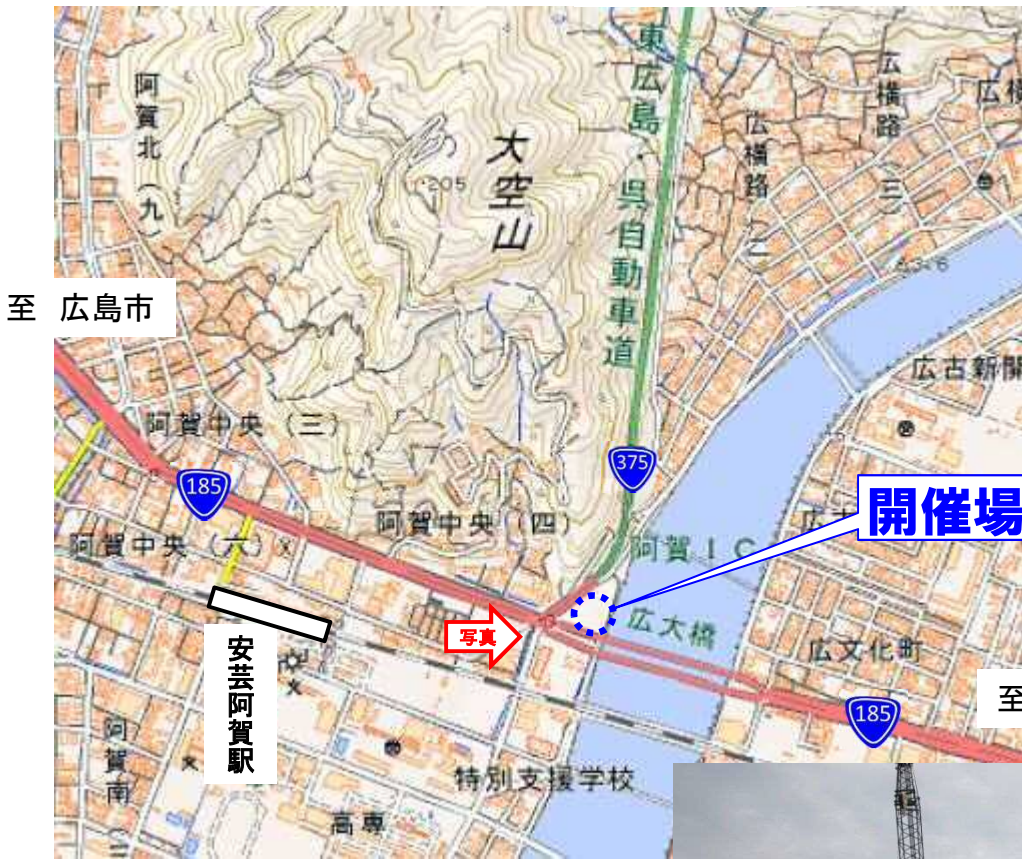 東広島・呉自動車道
阿賀北(九)
大空山
205
広横路(二)
広横路(三)
至 広島市
広古新開
阿賀中央(三)
375
185
開催場
阿賀中央(四)
阿賀中央(六)
阿賀IC
写真
広大橋
広文化町
安芸阿賀駅
至
185
阿賀南
特別支援学校
高専